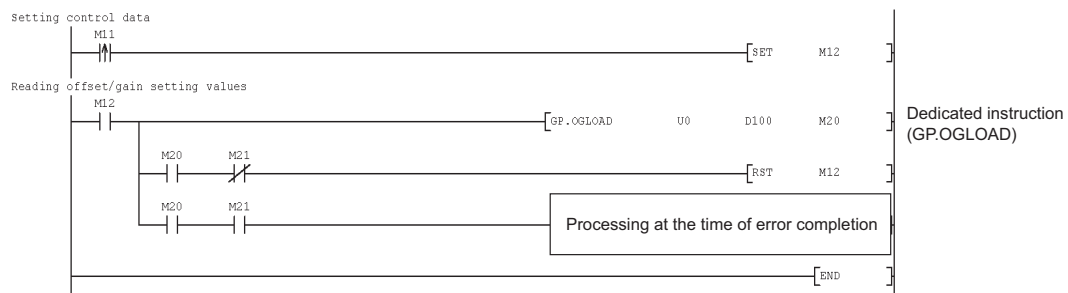 Setting control data
M11
SET M12
Reading offset/gain setting values
M12
GP.OGLOAD U0 D100 M20
Dedicated instruction
(GP.OGLOAD)
M20 M21
RST M12
M20 M21
Processing at the time of error completion
END